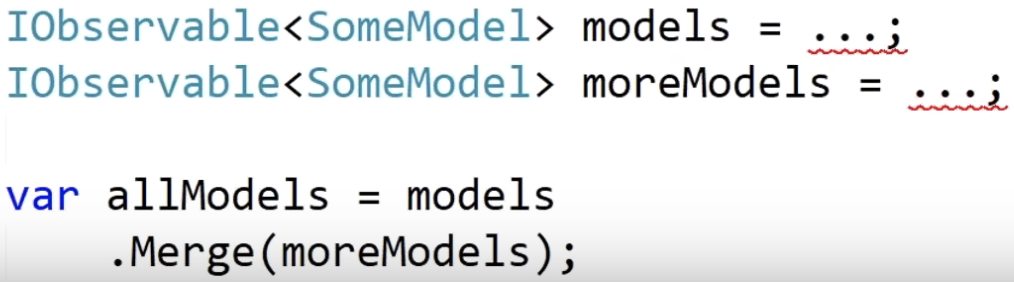 IObservable<SomeModel> models = ...;
IObservable<SomeModel> moreModels = ...;
var allModels = models
.Merge(moreModels);